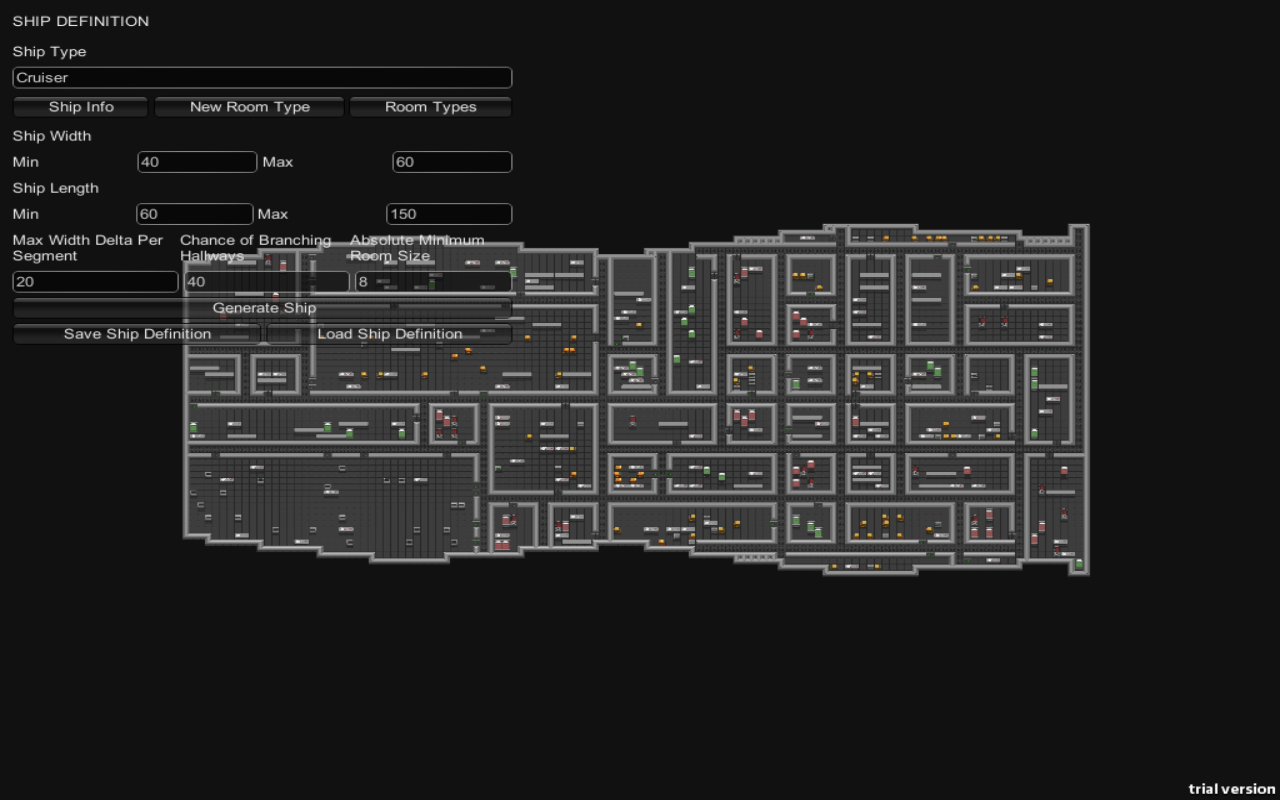 SHIP DEFINITION
Ship Type
Cruiser
Ship Info New Room Type Room Types
Ship Width
Min 40 Max 60
Ship Length
Min 60 Max 150
Max Width Delta Per Segment Chance of Branching Hallways Absolute Minimum Room Size
20 40 8
Generate Ship
Save Ship Definition Load Ship Definition
trial version